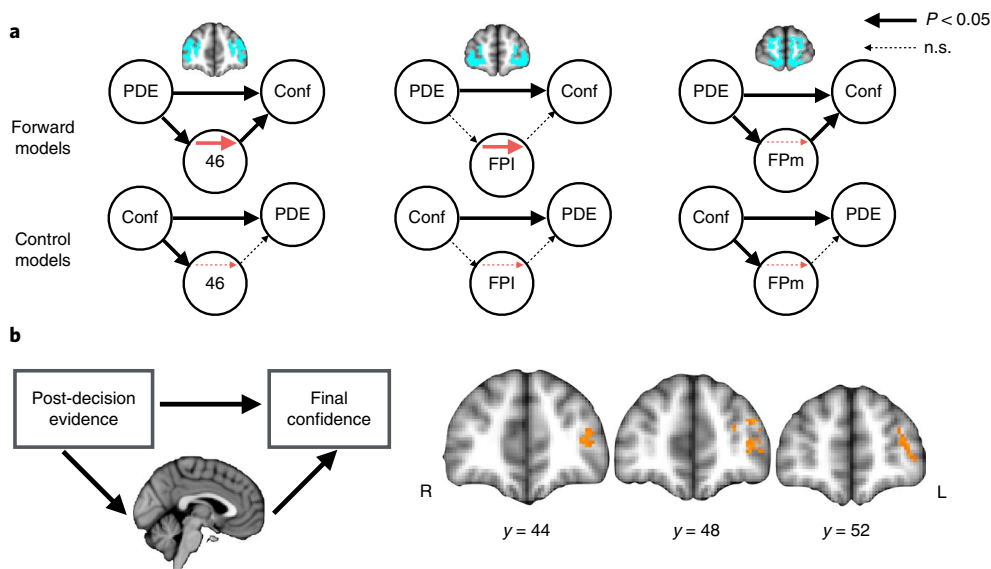 a
P < 0.05
n.s.
Forward
models
PDE
Conf
46
PDE
Conf
FPl
PDE
Conf
FPm
Control
models
Conf
PDE
46
Conf
PDE
FPl
Conf
PDE
FPm
b
Post-decision
evidence
Final
confidence
R
L
y = 44
y = 48
y = 52